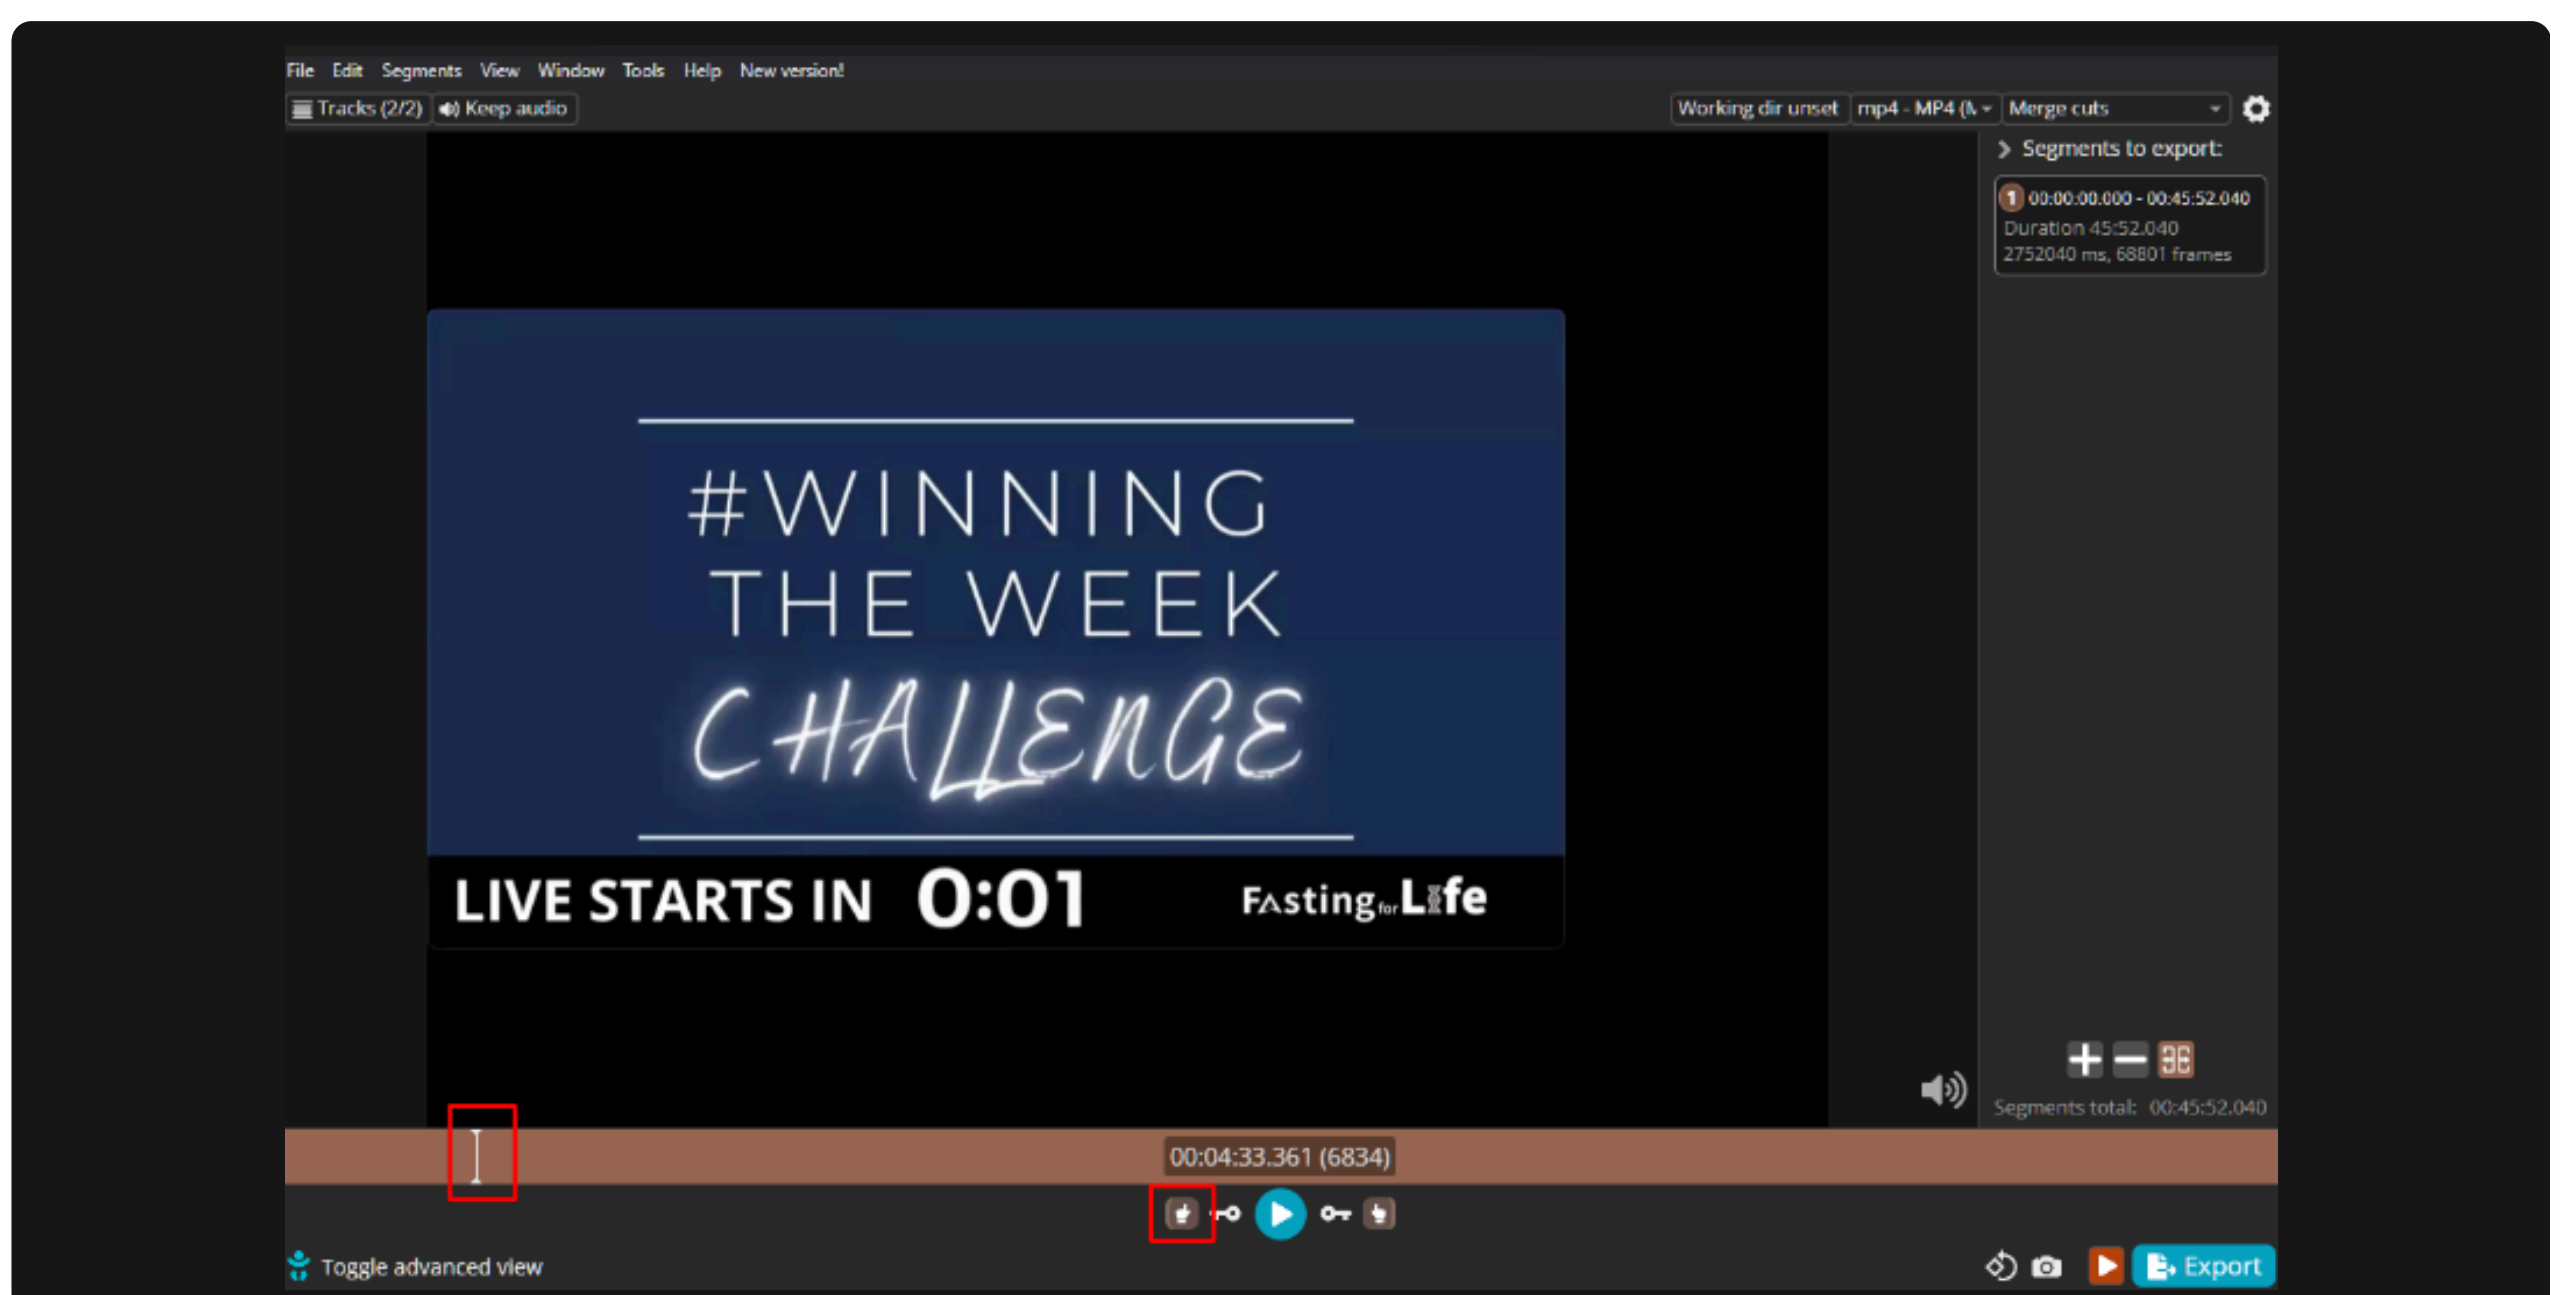 File Edit Segments View Window Tools Help New version!
Tracks (2/2) Keep audio Working dir unset mp4 - MP4 (M Merge cuts
Segments to export:
1 00:00:00.000 - 00:45:52.040
Duration 45:52.040
2752040 ms, 68801 frames
#WINNING
THE WEEK
CHALLENGE
LIVE STARTS IN 0:01 FAsting for Life
Segments total: 00:45:52.040
00:04:33.361 (6834)
Toggle advanced view Export